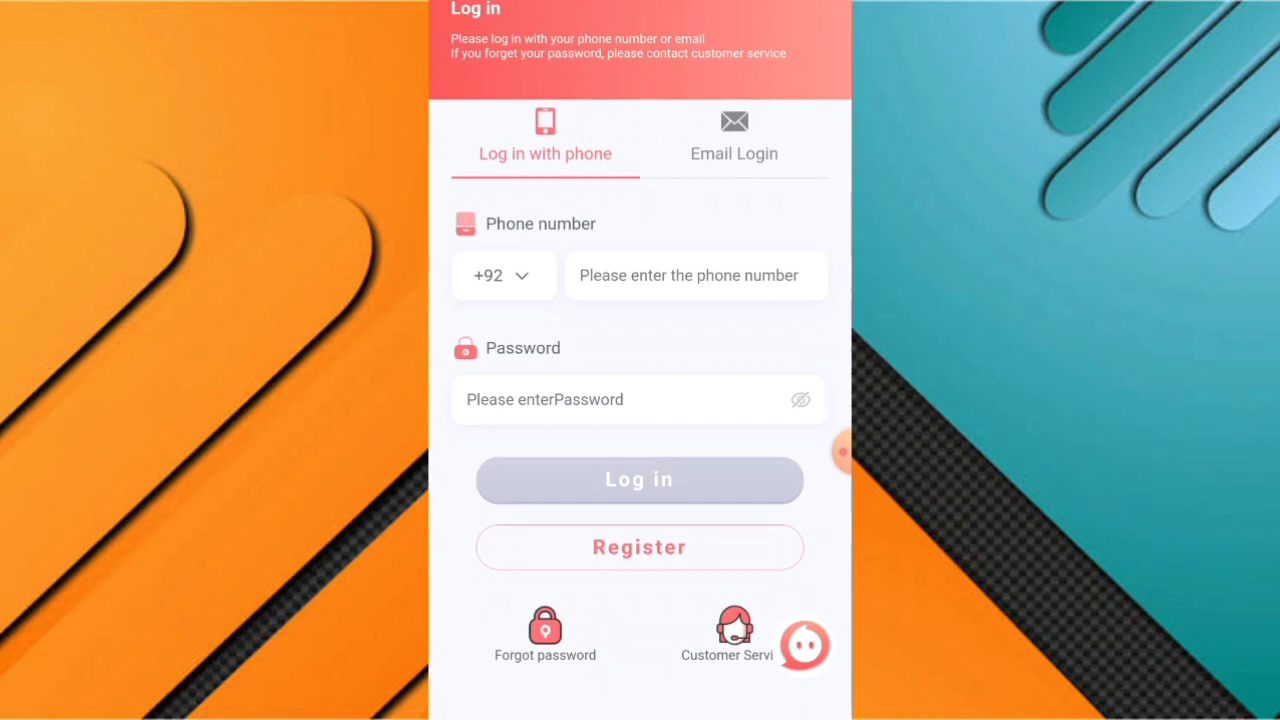 Log in
Please log in with your phone number or email
If you forget your password, please contact customer service
Log in with phone
Email Login
Phone number
+92
Please enter the phone number
Password
Please enterPassword
Log in
Register
Forgot password
Customer Servi